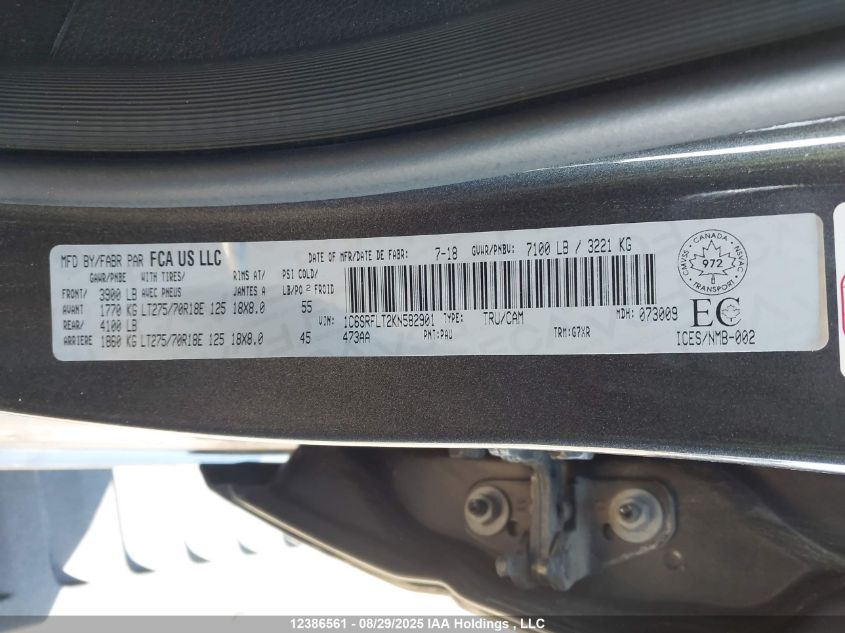 MFD BY/FABR PAR FCA US LLC DATE OF MFR/DATE DE FABR: 7-18 GVWR/PNBV: 7100 LB / 3221 KG
GAWR/PNBE WITH TIRES/ RIMS AT/ PSI COLD/
FRONT/ 3900 LB AVEC PNEUS JANTES A LB/PO = FROID
AVANT 1770 KG LT275/70R18E 125 18X8.0 55
REAR/ 4100 LB
ARRIERE 1860 KG LT275/70R18E 125 18X8.0 45
VIN: 1C6SRFLT2KN582901 TYPE: TRU/CAM MDH: 073009
473AA PNT:PAU TRM:G7XR
CANADA
CMVSS 972 NSVAC
TRANSPORT
EC
ICES/NMB-002
12386561 - 08/29/2025 IAA Holdings , LLC